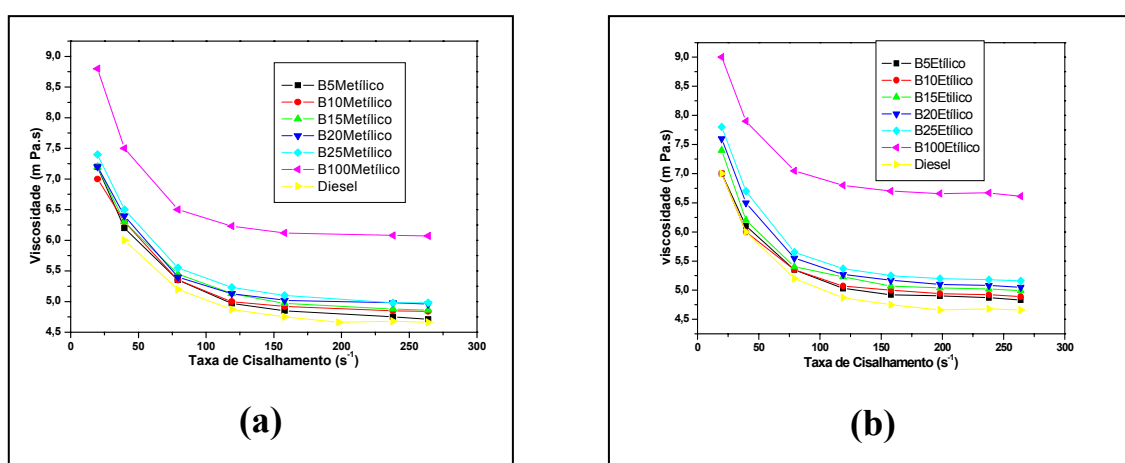 9,0
8,5
8,0
7,5
7,0
6,5
6,0
5,5
5,0
4,5
Viscosidade (m Pa.s)
B5Metílico
B10Metílico
B15Metílico
B20Metílico
B25Metílico
B100Metílico
Diesel
0 50 100 150 200 250 300
Taxa de Cisalhamento (s-1)
(a)
9,0
8,5
8,0
7,5
7,0
6,5
6,0
5,5
5,0
4,5
viscosidade (m Pa.s)
B5Etílico
B10Etílico
B15Etilico
B20Etílico
B25Etílico
B100Etílico
Diesel
0 50 100 150 200 250 300
Taxa de Cisalhamento (s-1)
(b)